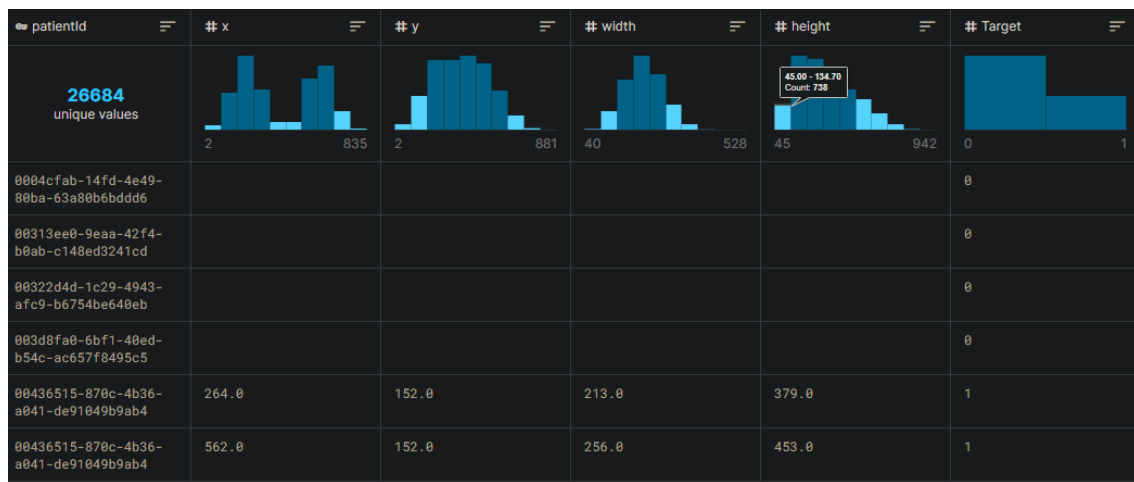 patientId
# x
# y
# width
# height
# Target
26684
unique values
2 835
2 881
40 528
45.00 - 134.70
Count: 738
45 942
0 1
0004cfab-14fd-4e49-
80ba-63a80b6bddd6
0
00313ee0-9eaa-42f4-
b0ab-c148ed3241cd
0
00322d4d-1c29-4943-
afc9-b6754be640eb
0
003d8fa0-6bf1-40ed-
b54c-ac657f8495c5
0
00436515-870c-4b36-
a041-de91049b9ab4
264.0
152.0
213.0
379.0
1
00436515-870c-4b36-
a041-de91049b9ab4
562.0
152.0
256.0
453.0
1